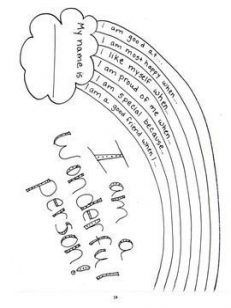 My name is
I am good at...
I am most happy when...
I like myself when...
I am proud of me when...
I am special because...
I am a good friend when I...
I am a
wonderful
person!